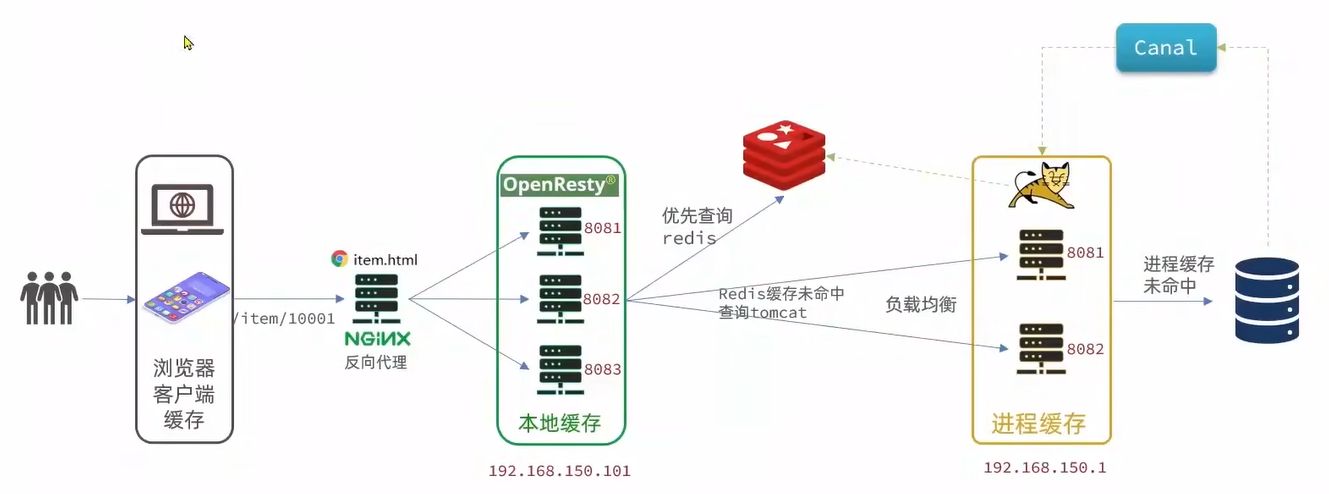 Canal
OpenResty®
优先查询
redis
8081
8081
item.html
进程缓存
未命中
8082
Redis缓存未命中
查询tomcat
负载均衡
/item/10001
NGINX
反向代理
8082
8083
浏览器
客户端
缓存
本地缓存
进程缓存
192.168.150.101
192.168.150.1